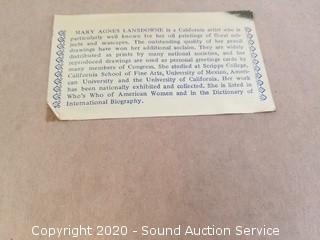 MARY AGNES LANSDOWNE is a California artist who is
particularly well known for her oil paintings of floral sub-
jects and seascapes. The outstanding quality of her pencil
drawings have won her additional acclaim. They are widely
distributed as prints by many national societies, and her
reproduced drawings are used as personal greeting cards by
many members of Congress. She studied at Scripps College,
California School of Fine Arts, University of Mexico, Ameri-
can University and the University of California. Her work
has been nationally exhibited and collected. She is listed in
Who's Who of American Women and in the Dictionary of
International Biography.
Copyright 2020 - Sound Auction Service